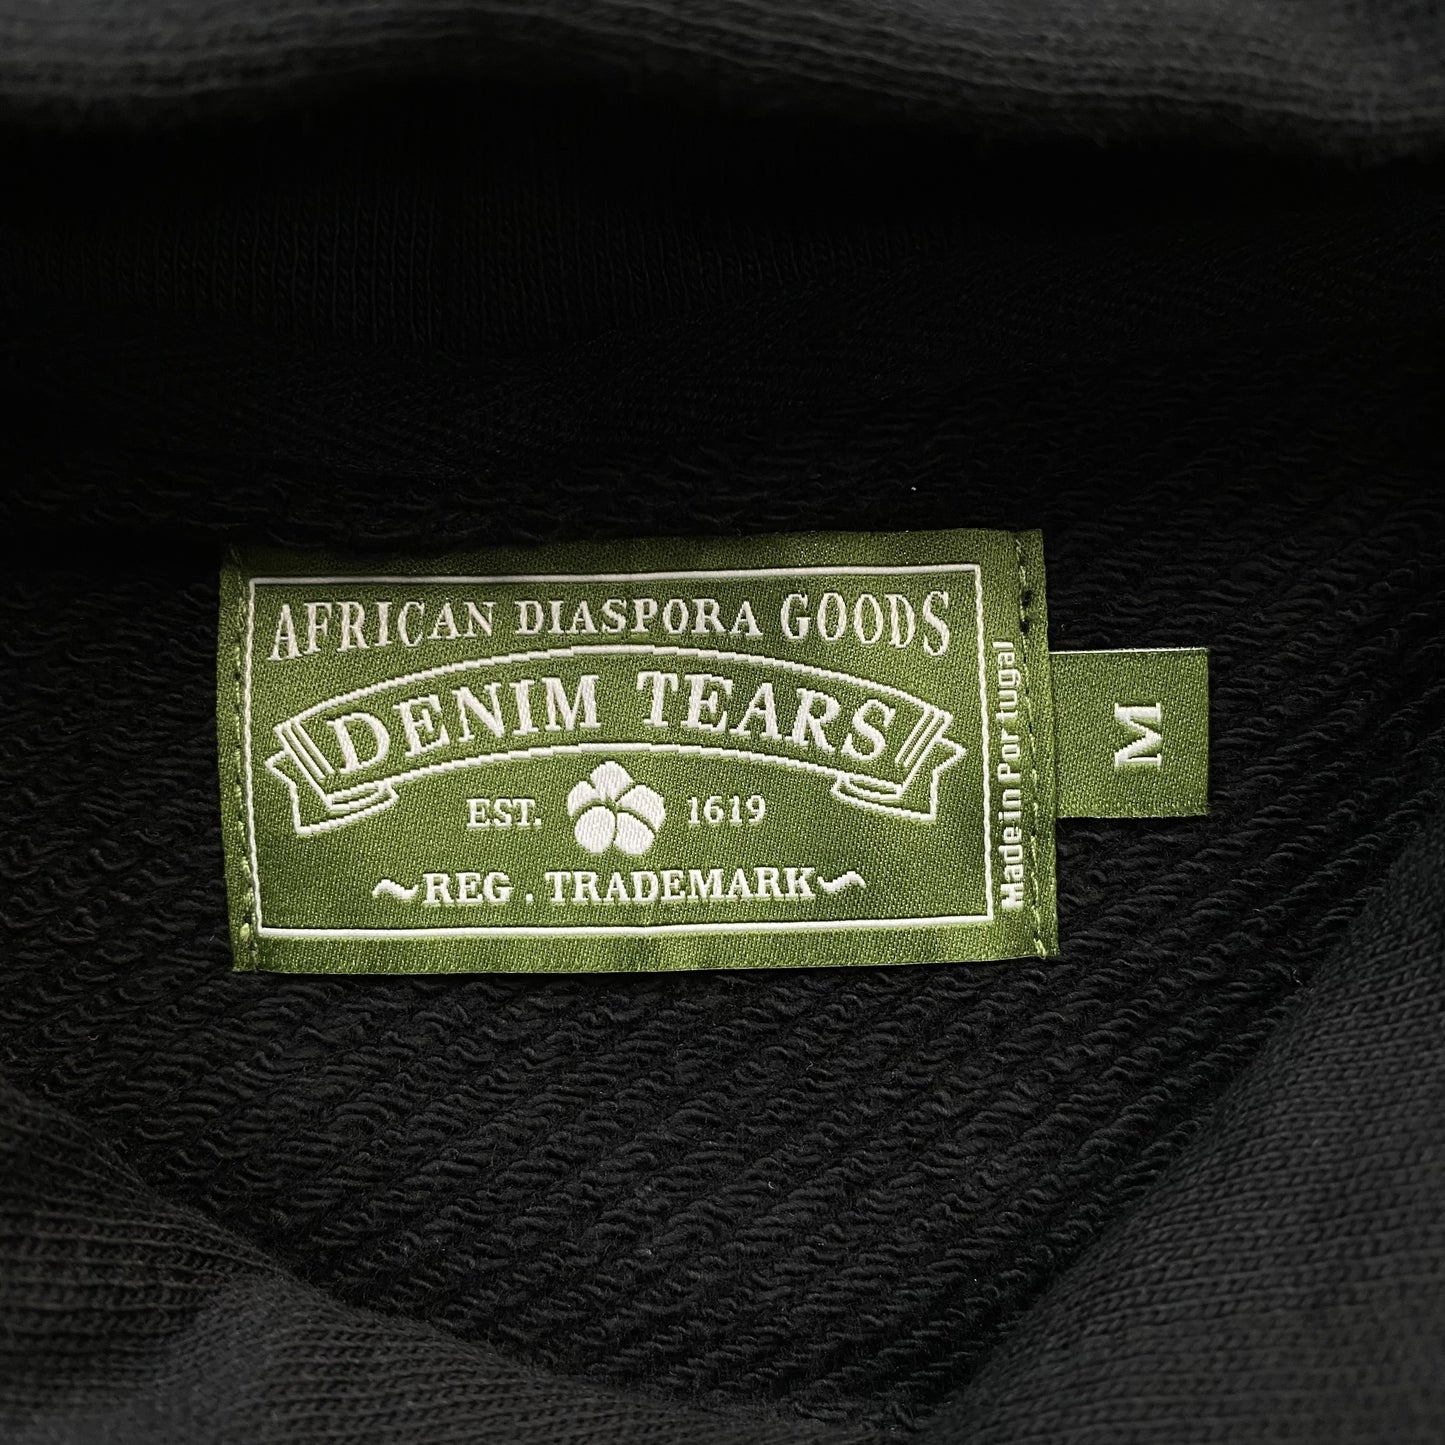 AFRICAN DIASPORA GOODS
DENIM TEARS
EST. 1619
REG. TRADEMARK
Made in Portugal
M